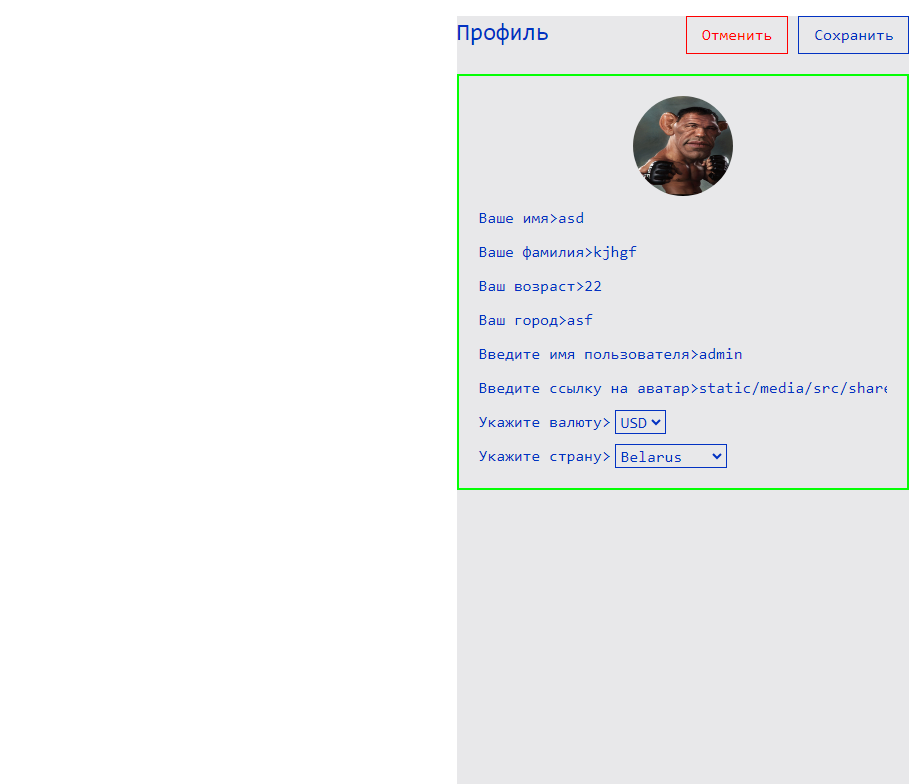 Профиль
Отменить
Сохранить
Ваше имя>asd
Ваше фамилия>kjhgf
Ваш возраст>22
Ваш город>asf
Введите имя пользователя>admin
Введите ссылку на аватар>static/media/src/share
Укажите валюту> USD
Укажите страну> Belarus